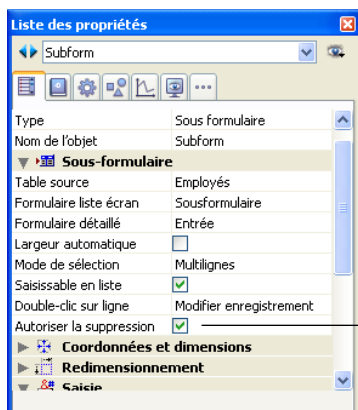 Liste des propriétés
Subform
Type Sous formulaire
Nom de l'objet Subform
Sous-formulaire
Table source Employés
Formulaire liste écran Sousformulaire
Formulaire détaillé Entrée
Largeur automatique
Mode de sélection Multilignes
Saisissable en liste
Double-clic sur ligne Modifier enregistrement
Autoriser la suppression
Coordonnées et dimensions
Redimensionnement
Saisie